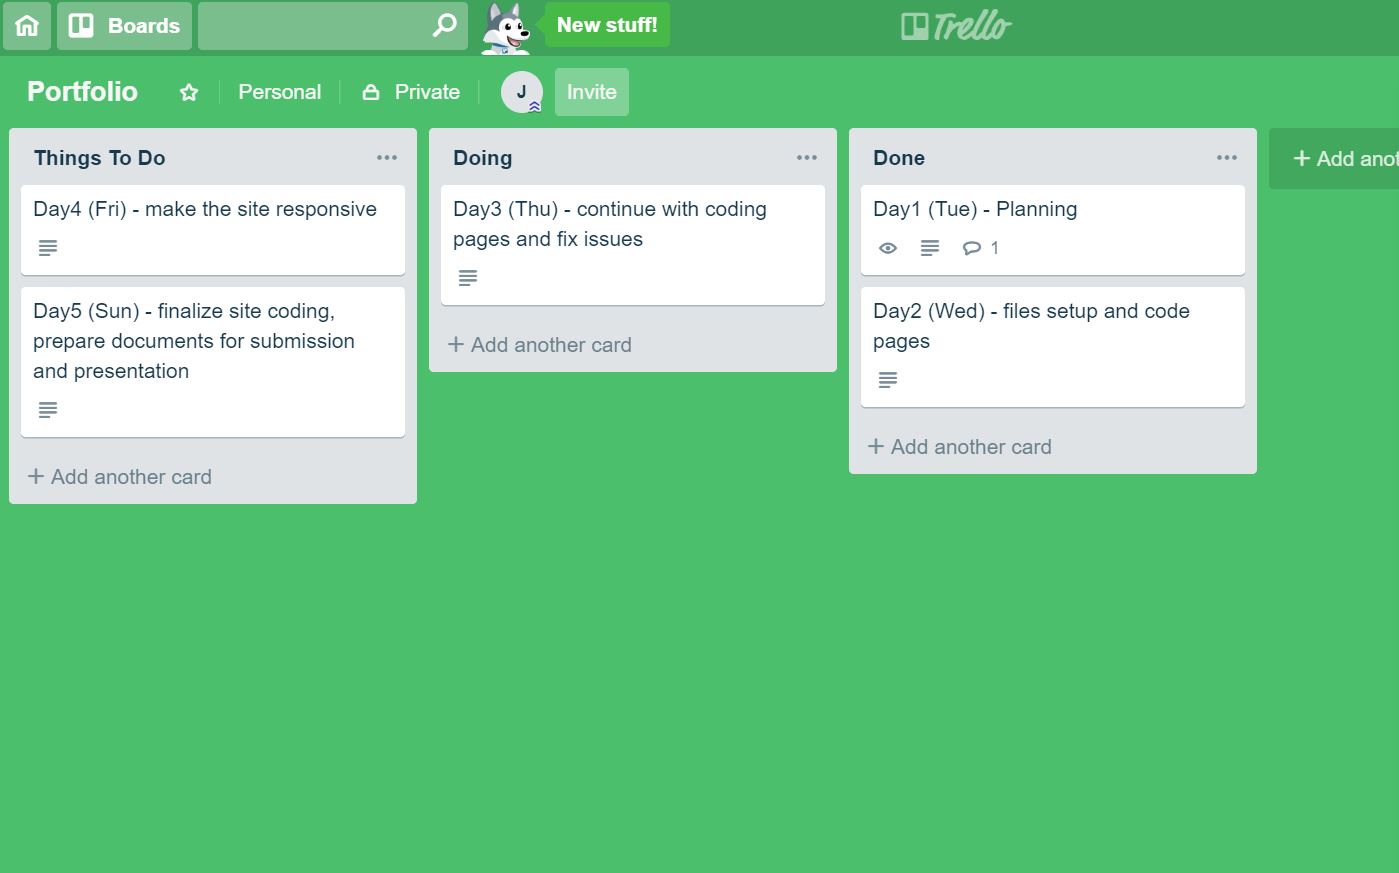 Boards
New stuff!
Trello
Portfolio
Personal
Private
J
Invite
Things To Do
Day4 (Fri) - make the site responsive
Day5 (Sun) - finalize site coding,
prepare documents for submission
and presentation
+ Add another card
Doing
Day3 (Thu) - continue with coding
pages and fix issues
+ Add another card
Done
Day1 (Tue) - Planning
1
Day2 (Wed) - files setup and code
pages
+ Add another card
+ Add anot